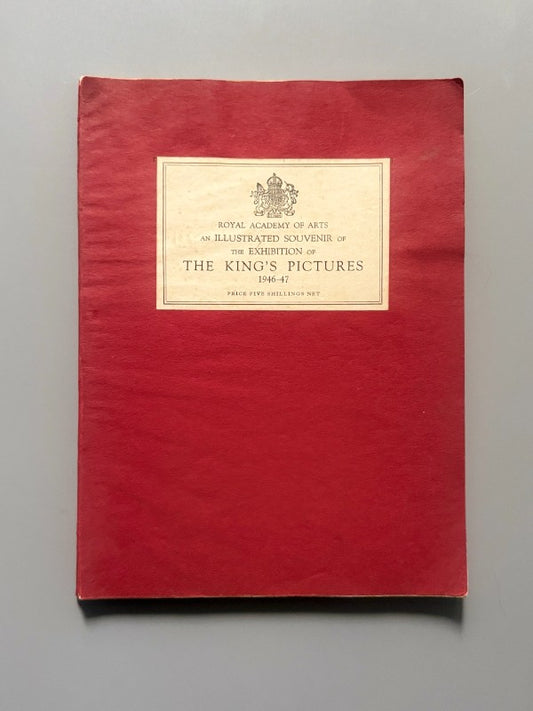 ROYAL ACADEMY OF ARTS
AN ILLUSTRATED SOUVENIR OF
THE EXHIBITION OF
THE KING'S PICTURES
1946-47
PRICE FIVE SHILLINGS NET